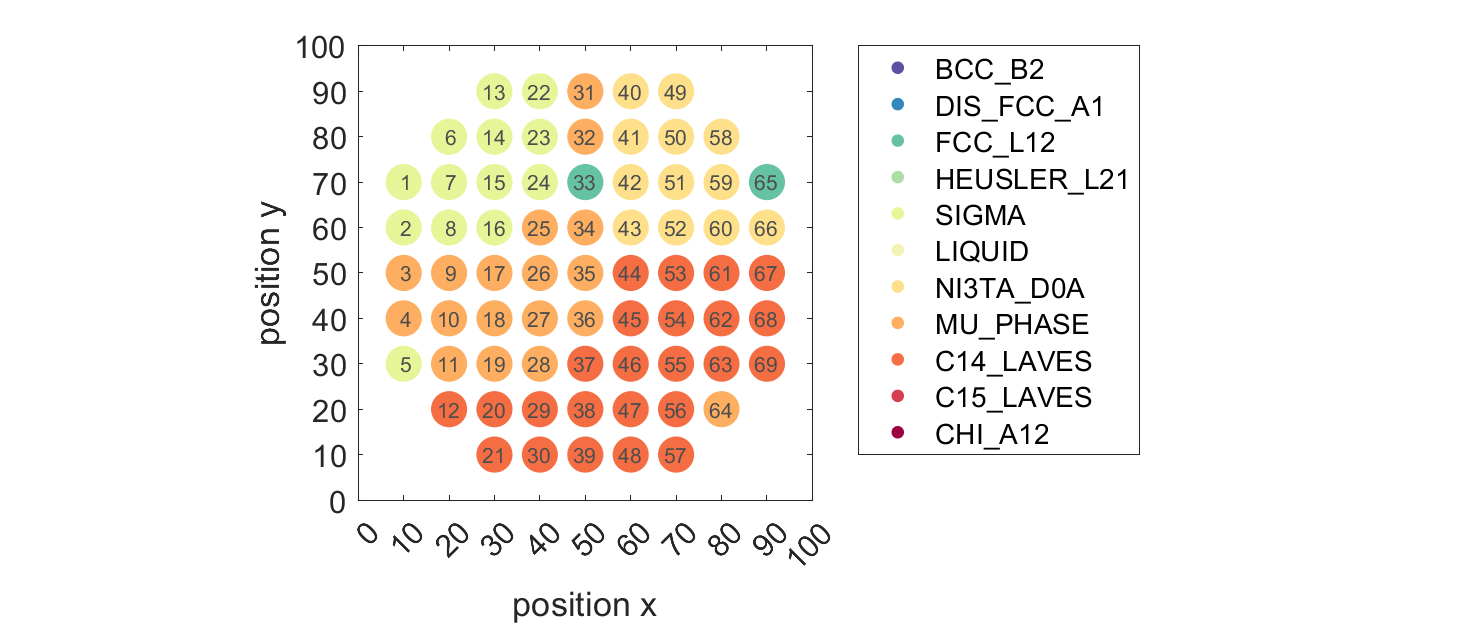 100
90
80
70
60
50
40
30
20
10
0
position y
13 22 31 40 49
6 14 23 32 41 50 58
1 7 15 24 33 42 51 59 65
2 8 16 25 34 43 52 60 66
3 9 17 26 35 44 53 61 67
4 10 18 27 36 45 54 62 68
5 11 19 28 37 46 55 63 69
12 20 29 38 47 56 64
21 30 39 48 57
0 10 20 30 40 50 60 70 80 90 100
position x
BCC_B2
DIS_FCC_A1
FCC_L12
HEUSLER_L21
SIGMA
LIQUID
NI3TA_D0A
MU_PHASE
C14_LAVES
C15_LAVES
CHI_A12